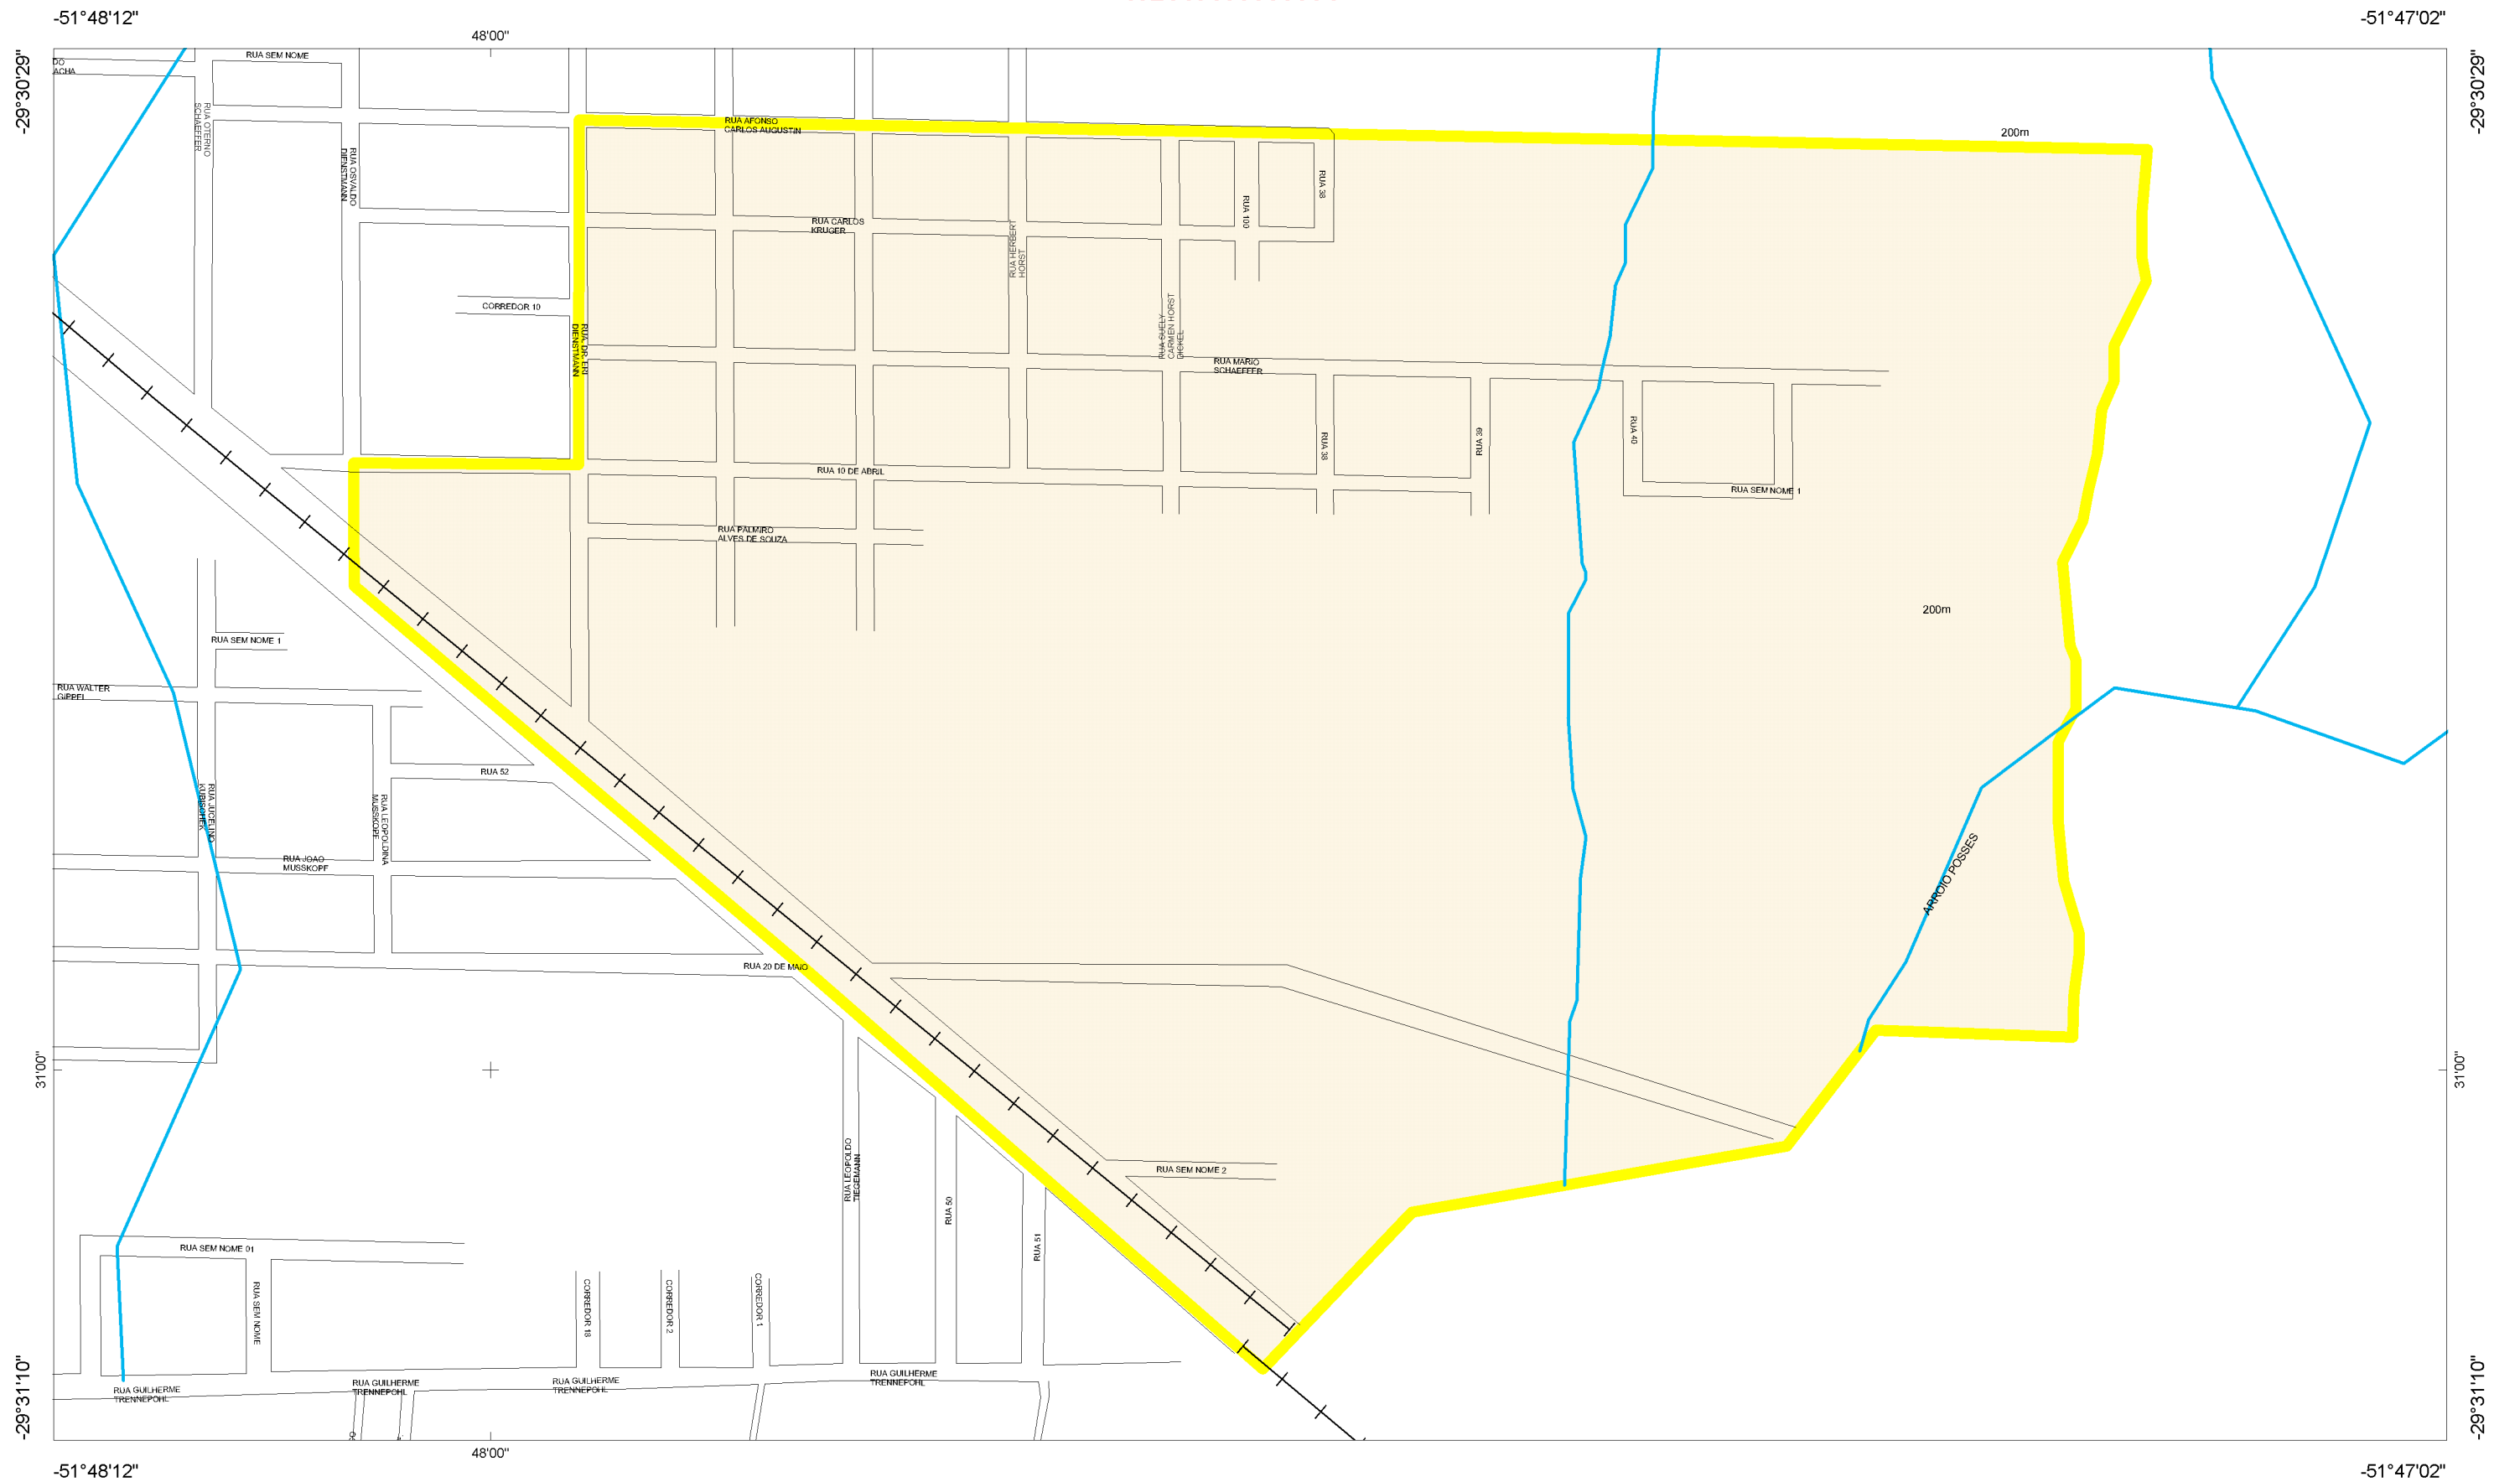 -51°48'12"
-51°47'02"
48'00"
-29°30'29"
-29°30'29"
RUA SEM NOME
DO
ACHA
RUA OTERNO
SCHAEFFER
RUA AFONSO
CARLOS AUGUSTIN
200m
RUA OSVALDO
DIENSTMANN
RUA 38
RUA 100
RUA CARLOS
KRUGER
RUA HERBERT
HORST
CORREDOR 10
RUA. DR. ERI
DIENSTMANN
RUA SUELY
CARMEN HORST
DICKEL
RUA MARIO
SCHAEFFER
RUA 38
RUA 39
RUA 40
RUA 10 DE ABRIL
RUA SEM NOME 1
RUA PALMIRO
ALVES DE SOUZA
200m
RUA SEM NOME 1
RUA WALTER
GIPPEL
RUA 52
RUA JUCELINO
KUBISCHEK
RUA LEOPOLDINA
MUSSKOPF
RUA JOAO
MUSSKOPF
ARROIO POSSES
RUA 20 DE MAIO
31'00"
31'00"
RUA LEOPOLDO
TIEGEMANN
RUA SEM NOME 2
RUA 50
RUA 51
RUA SEM NOME 01
RUA SEM NOME
CORREDOR 18
CORREDOR 2
CORREDOR 1
RUA GUILHERME
TRENNEPOHL
RUA GUILHERME
TRENNEPOHL
RUA GUILHERME
TRENNEPOHL
RUA GUILHERME
TRENNEPOHL
-29°31'10"
-29°31'10"
48'00"
-51°48'12"
-51°47'02"